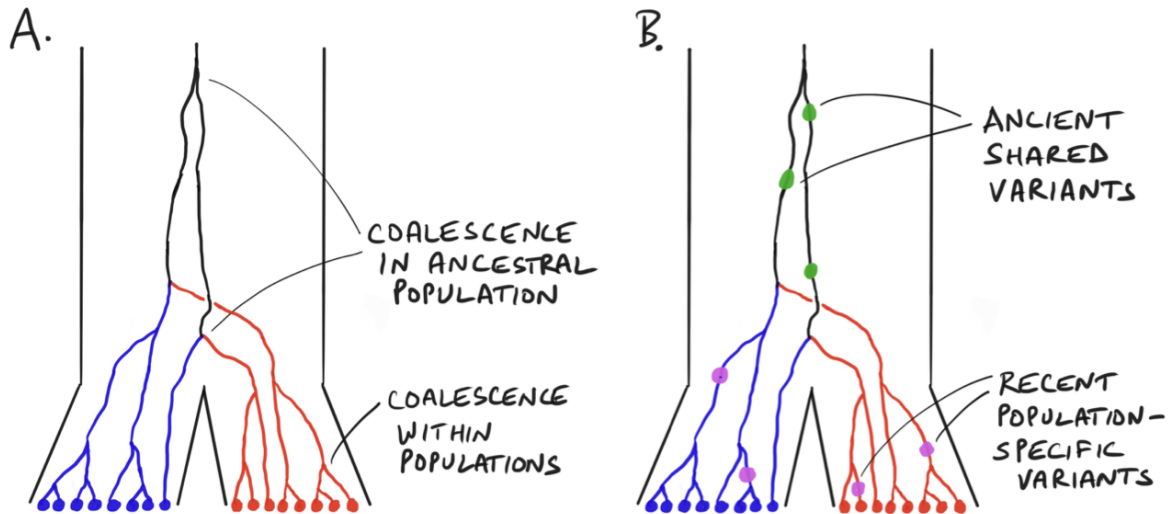 A.
COALESCENCE
IN ANCESTRAL
POPULATION
COALESCENCE
WITHIN
POPULATIONS
B.
ANCIENT
SHARED
VARIANTS
RECENT
POPULATION-
SPECIFIC
VARIANTS